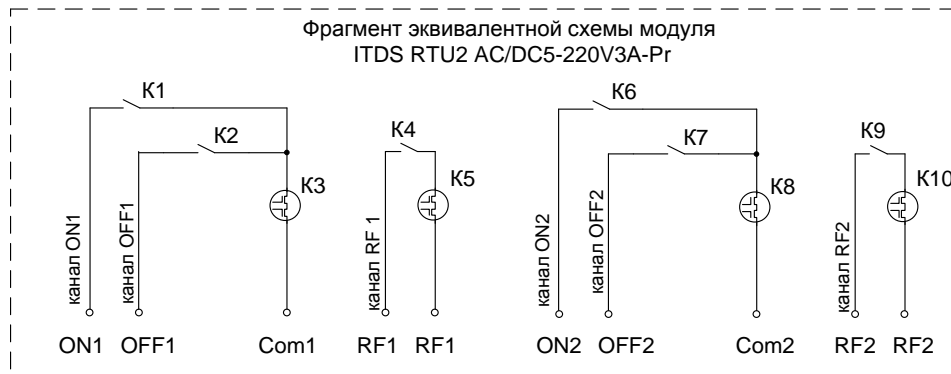 Фрагмент эквивалентной схемы модуля
ITDS RTU2 AC/DC5-220V3A-Pr
К1
К2
К3
К4
К5
К6
К7
К8
К9
К10
канал ON1
канал OFF1
канал RF 1
канал ON2
канал OFF2
канал RF2
ON1 OFF1 Com1 RF1 RF1 ON2 OFF2 Com2 RF2 RF2